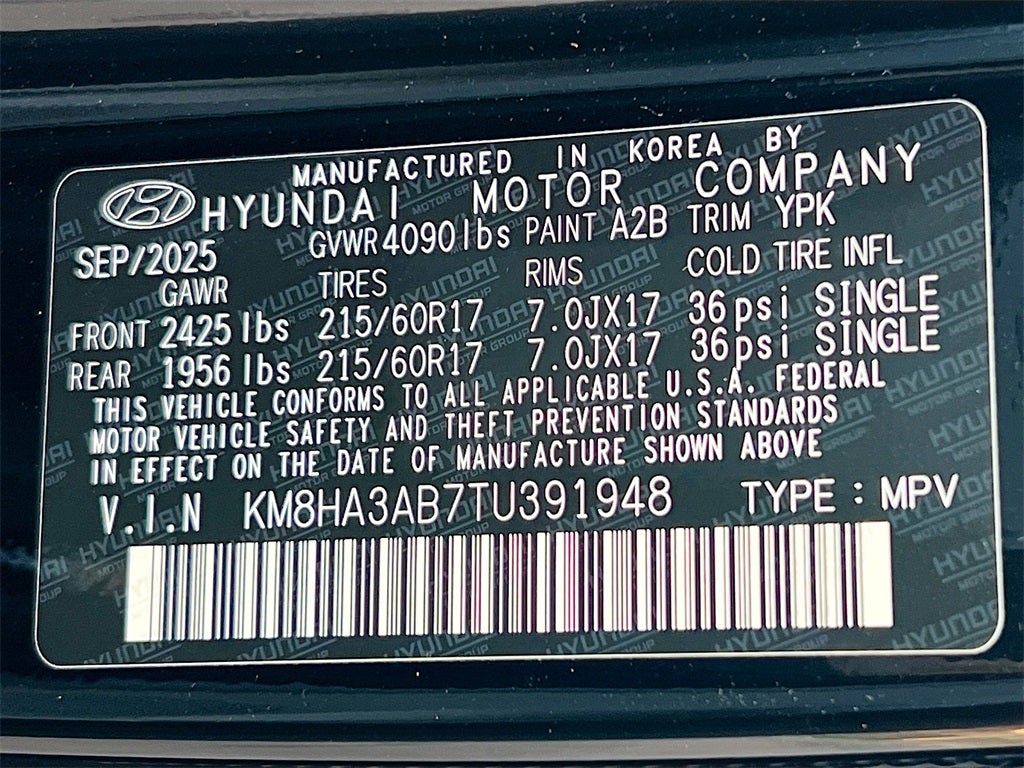 MANUFACTURED IN KOREA BY
HYUNDAI MOTOR COMPANY
SEP/2025 GVWR 4090lbs PAINT A2B TRIM YPK
GAWR TIRES RIMS COLD TIRE INFL
FRONT 2425 lbs 215/60R17 7.0JX17 36psi SINGLE
REAR 1956 lbs 215/60R17 7.0JX17 36psi SINGLE
THIS VEHICLE CONFORMS TO ALL APPLICABLE U.S.A. FEDERAL
MOTOR VEHICLE SAFETY AND THEFT PREVENTION STANDARDS
IN EFFECT ON THE DATE OF MANUFACTURE SHOWN ABOVE
V.I.N KM8HA3AB7TU391948 TYPE : MPV